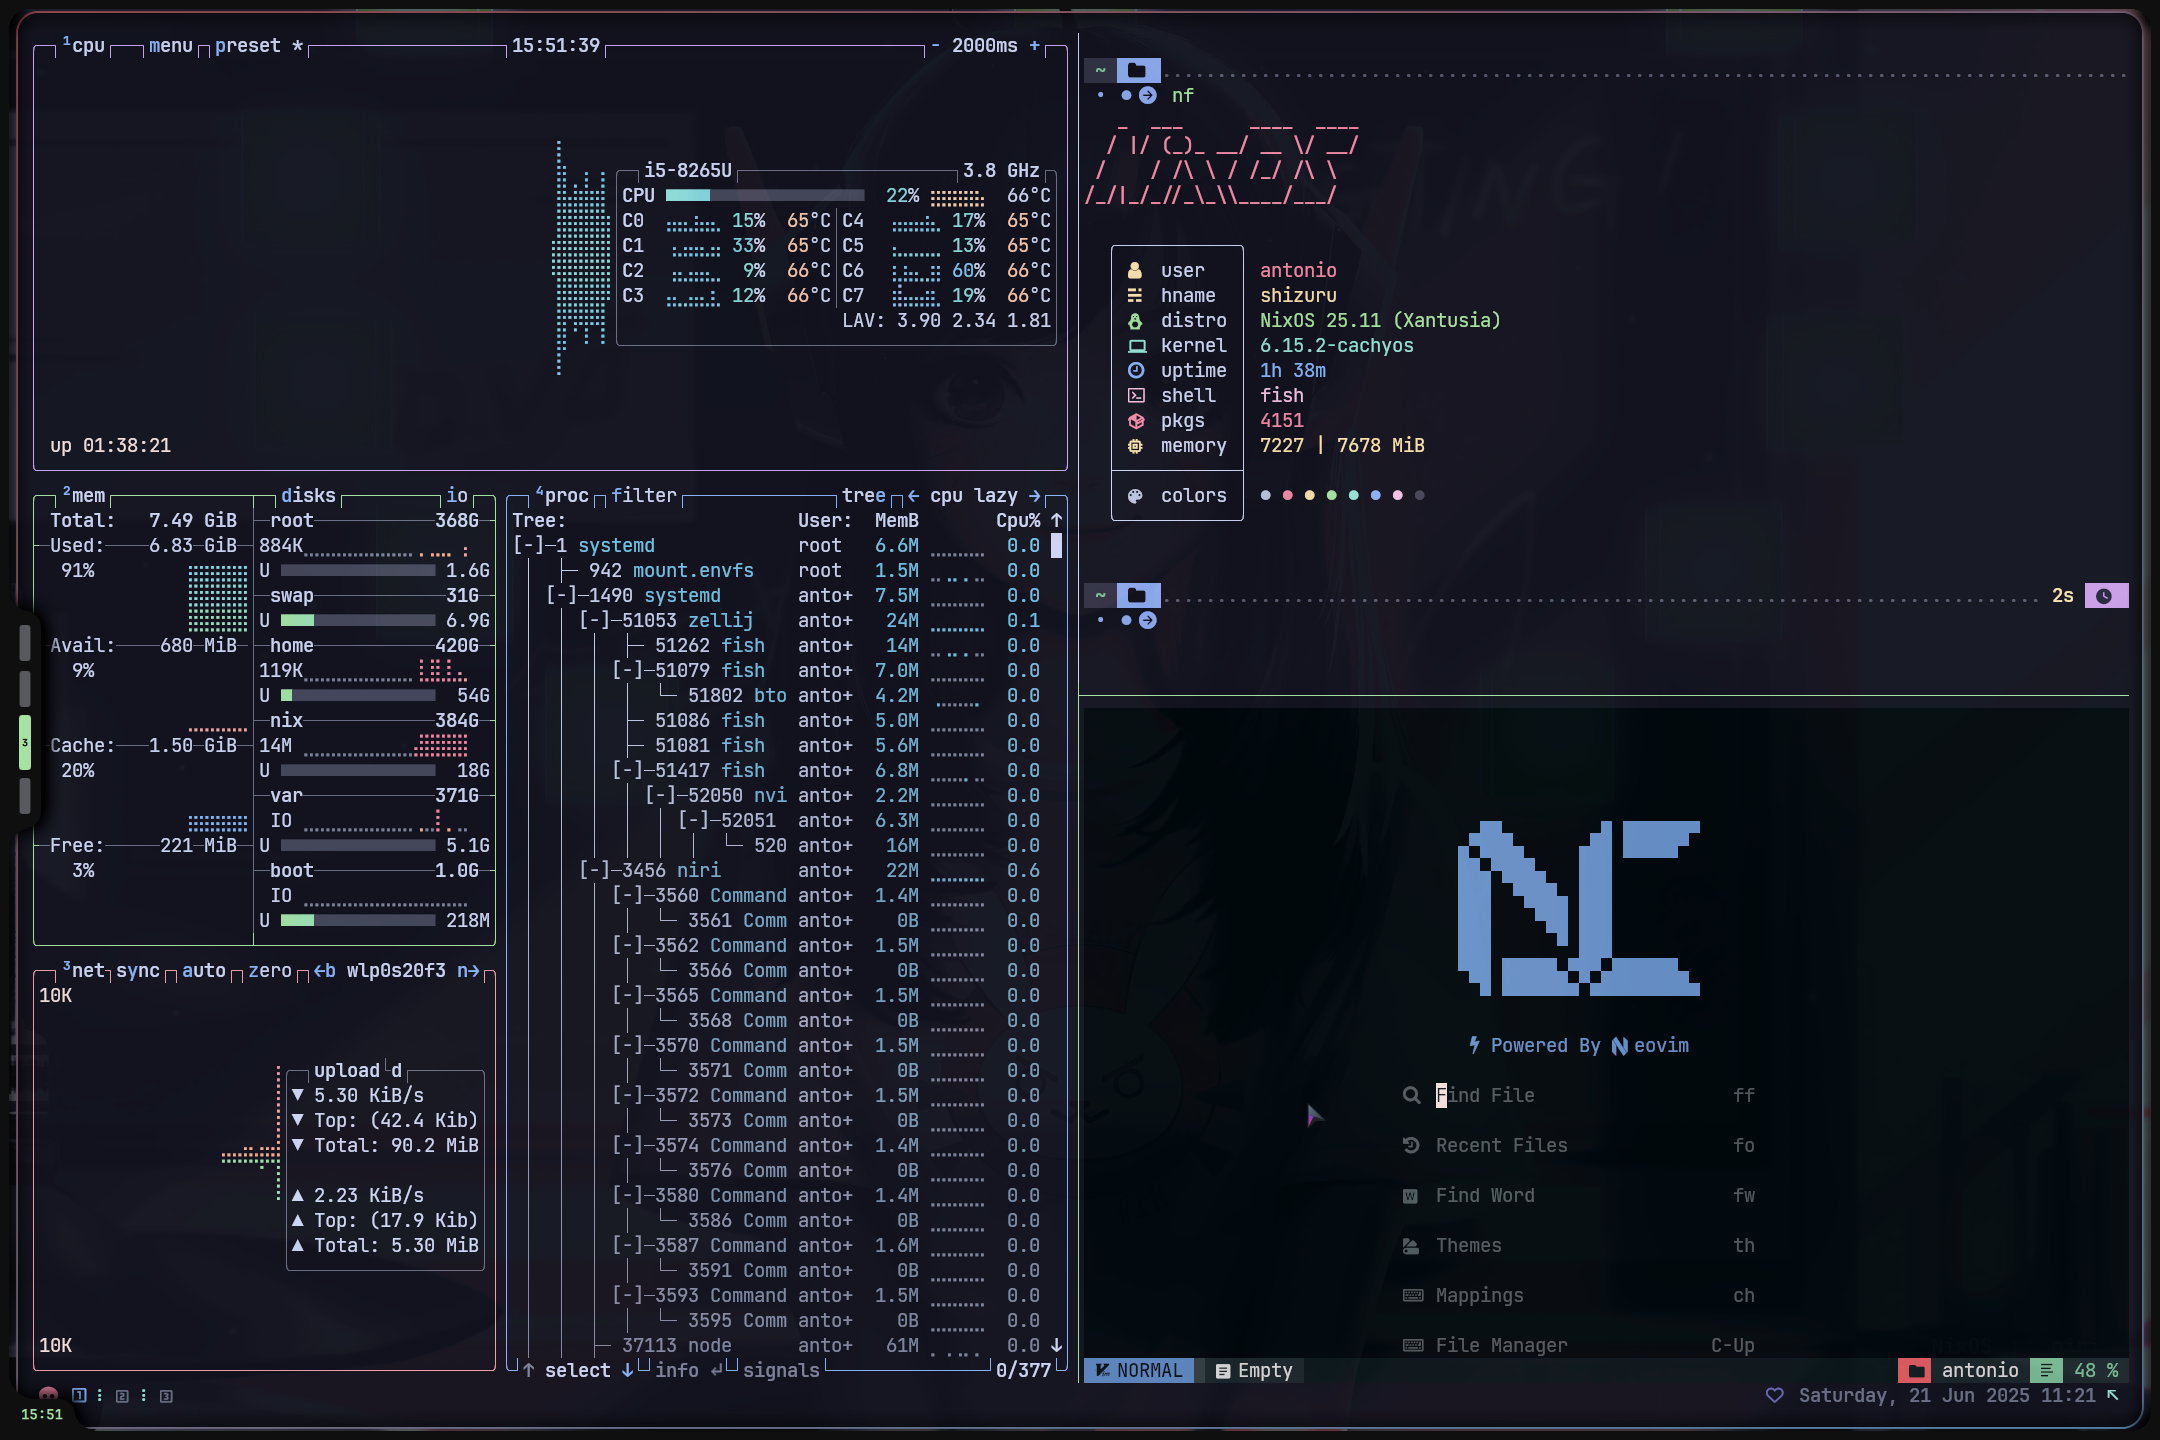 1cpu menu preset * 15:51:39 - 2000ms +
i5-8265U 3.8 GHz
CPU 22% 66°C
C0 15% 65°C C4 17% 65°C
C1 33% 65°C C5 13% 65°C
C2 9% 66°C C6 60% 66°C
C3 12% 66°C C7 19% 66°C
LAV: 3.90 2.34 1.81
up 01:38:21
2mem disks io
Total: 7.49 GiB root 368G
Used: 6.83 GiB 884K
91% U 1.6G
swap 31G
U 6.9G
Avail: 680 MiB home 420G
9% 119K
U 54G
nix 384G
Cache: 1.50 GiB 14M
20% U 18G
var 371G
IO
Free: 221 MiB U 5.1G
3% boot 1.0G
IO
U 218M
3net sync auto zero ←b wlp0s20f3 n→
10K
upload d
▼ 5.30 KiB/s
▼ Top: (42.4 Kib)
▼ Total: 90.2 MiB
▲ 2.23 KiB/s
▲ Top: (17.9 Kib)
▲ Total: 5.30 MiB
10K
4proc filter tree ← cpu lazy →
Tree: User: MemB Cpu% ↑
[-]-1 systemd root 6.6M 0.0
942 mount.envfs root 1.5M 0.0
[-]-1490 systemd anto+ 7.5M 0.0
[-]-51053 zellij anto+ 24M 0.1
51262 fish anto+ 14M 0.0
[-]-51079 fish anto+ 7.0M 0.0
51802 bto anto+ 4.2M 0.0
51086 fish anto+ 5.0M 0.0
51081 fish anto+ 5.6M 0.0
[-]-51417 fish anto+ 6.8M 0.0
[-]-52050 nvi anto+ 2.2M 0.0
[-]-52051 anto+ 6.3M 0.0
520 anto+ 16M 0.0
[-]-3456 niri anto+ 22M 0.6
[-]-3560 Command anto+ 1.4M 0.0
3561 Comm anto+ 0B 0.0
[-]-3562 Command anto+ 1.5M 0.0
3566 Comm anto+ 0B 0.0
[-]-3565 Command anto+ 1.5M 0.0
3568 Comm anto+ 0B 0.0
[-]-3570 Command anto+ 1.5M 0.0
3571 Comm anto+ 0B 0.0
[-]-3572 Command anto+ 1.5M 0.0
3573 Comm anto+ 0B 0.0
[-]-3574 Command anto+ 1.4M 0.0
3576 Comm anto+ 0B 0.0
[-]-3580 Command anto+ 1.4M 0.0
3586 Comm anto+ 0B 0.0
[-]-3587 Command anto+ 1.6M 0.0
3591 Comm anto+ 0B 0.0
[-]-3593 Command anto+ 1.5M 0.0
3595 Comm anto+ 0B 0.0
37113 node anto+ 61M 0.0 ↓
↑ select ↓ info ↵ signals 0/377
~
nf
user antonio
hname shizuru
distro NixOS 25.11 (Xantusia)
kernel 6.15.2-cachyos
uptime 1h 38m
shell fish
pkgs 4151
memory 7227 | 7678 MiB
colors
~ 2s
Powered By eovim
Find File ff
Recent Files fo
Find Word fw
Themes th
Mappings ch
File Manager C-Up
NORMAL Empty antonio 48 %
3
1 2 3
Saturday, 21 Jun 2025 11:21
15:51